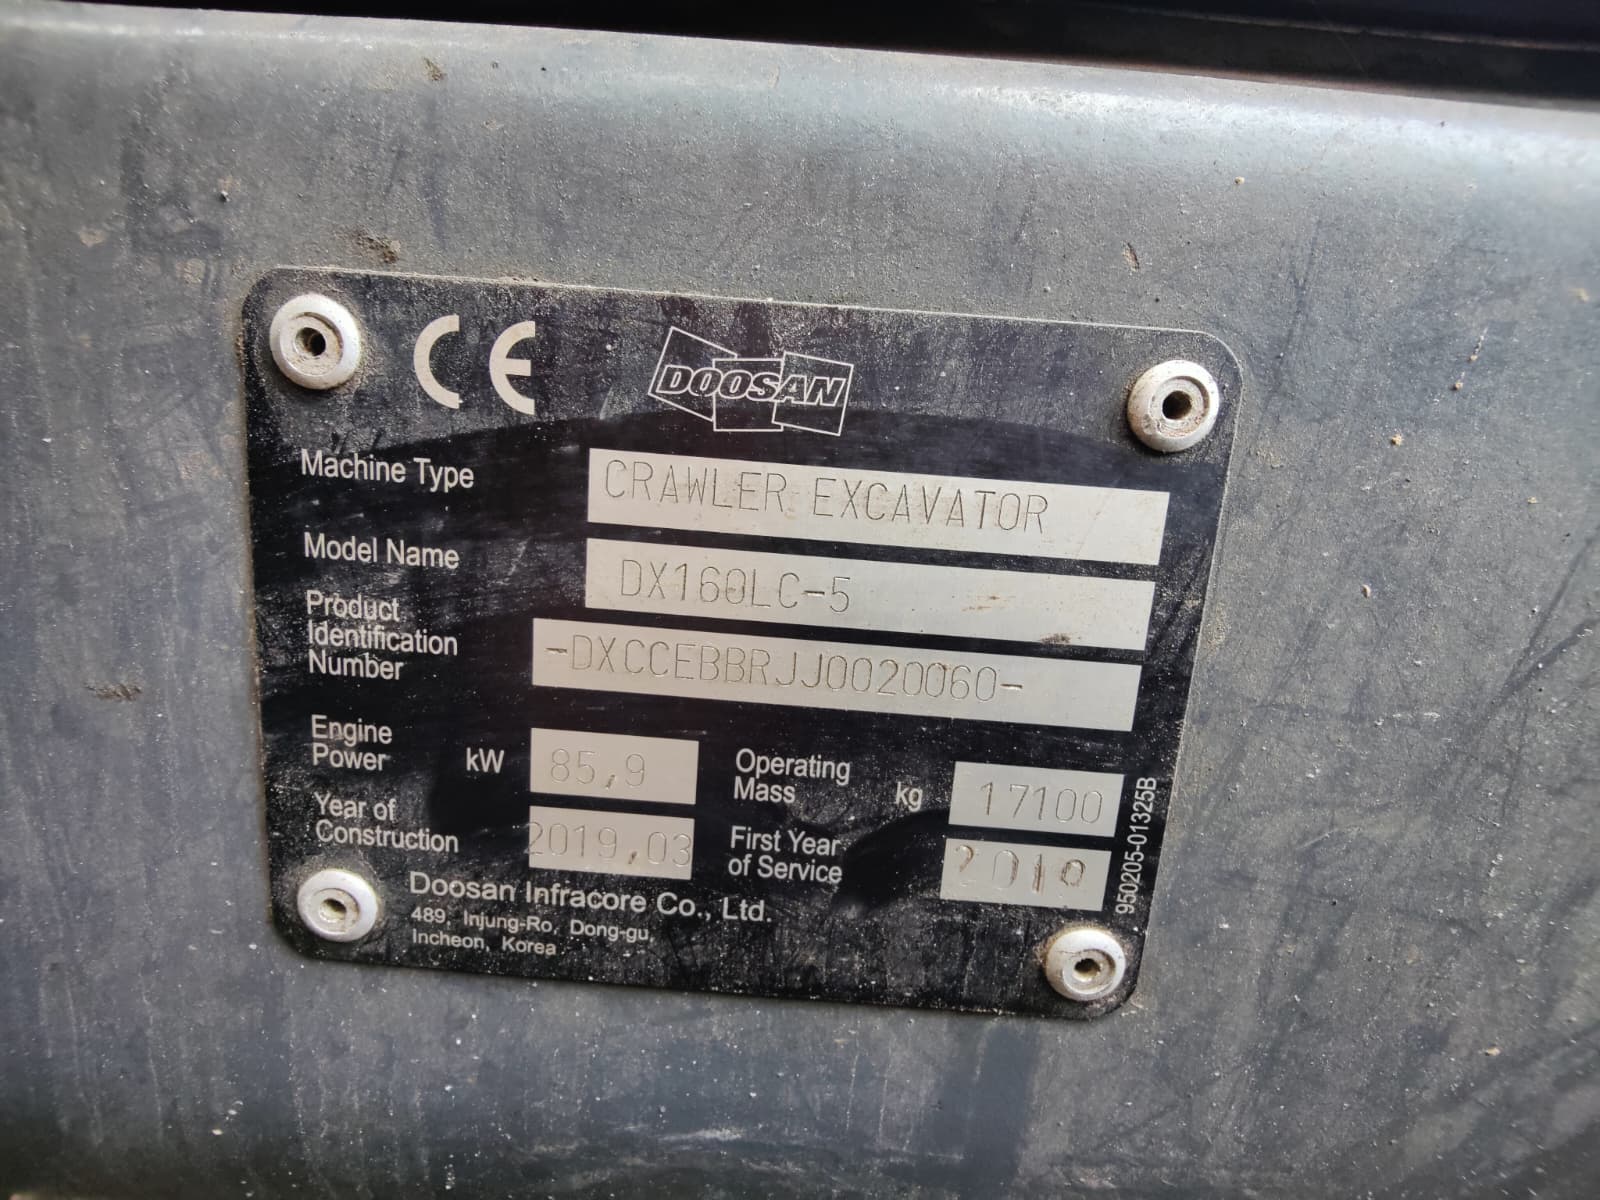 CE DOOSAN
Machine Type CRAWLER EXCAVATOR
Model Name DX160LC-5
Product
Identification
Number -DXCCEBBRJJ0020060-
Engine
Power kW 85,9
Operating
Mass kg 17100
Year of
Construction 2019,03
First Year
of Service 2019
Doosan Infracore Co., Ltd.
489, Injung-Ro, Dong-gu,
Incheon, Korea
950205-01325B